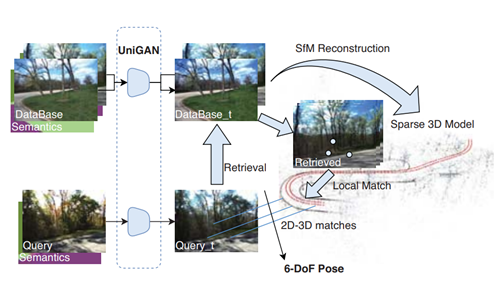 UniGAN
SfM Reconstruction
DataBase
Semantics
DataBase_t
Sparse 3D Model
Retrieved
Retrieval
Local Match
Query
Semantics
Query_t
2D-3D matches
6-DoF Pose